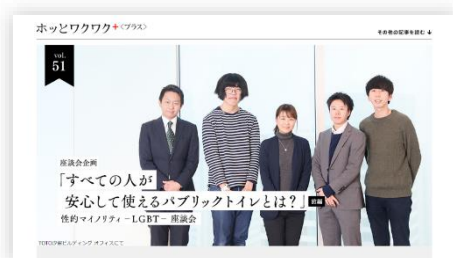 ホッとワクワク+〈プラス〉
その他の記事を読む ↓
vol.
51
座談会企画
「すべての人が
安心して使えるパブリックトイレとは?」前編
性的マイノリティ－LGBT－ 座談会
TOTO汐留ビルディング オフィスにて